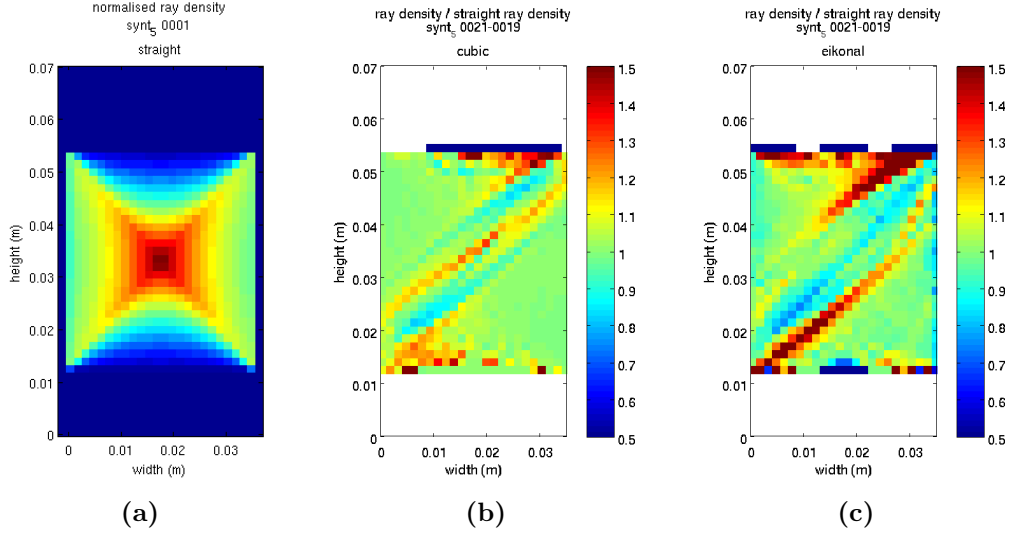 normalised ray density
synt5 0001
straight
0.07
0.06
0.05
0.04
0.03
0.02
0.01
0
height (m)
0 0.01 0.02 0.03
width (m)
(a)
ray density / straight ray density
synt5 0021-0019
cubic
0.07
0.06
0.05
0.04
0.03
0.02
0.01
0
height (m)
0 0.01 0.02 0.03
width (m)
1.5
1.4
1.3
1.2
1.1
1
0.9
0.8
0.7
0.6
0.5
(b)
ray density / straight ray density
synt5 0021-0019
eikonal
0.07
0.06
0.05
0.04
0.03
0.02
0.01
0
height (m)
0 0.01 0.02 0.03
width (m)
1.5
1.4
1.3
1.2
1.1
1
0.9
0.8
0.7
0.6
0.5
(c)